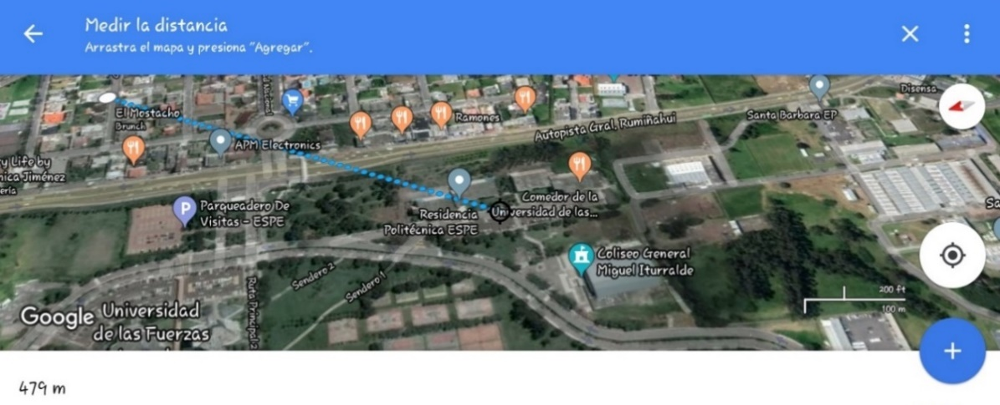 Medir la distancia
Arrastra el mapa y presiona "Agregar".
El Mostacho
Brunch
APM Electronics
Ramones
Autopista Gral. Rumiñahui
Santa Barbara EP
Disensa
y Life by
nica Jiménez
ería
P
Parqueadero De
Visitas - ESPE
Residencia
Politécnica ESPE
Comedor de la
Universidad de las...
Coliseo General
Miguel Iturralde
Sendero 2
Sendero 1
Ruta Principal 2
Google
Universidad
de las Fuerzas
200 ft
100 m
Sa
479 m